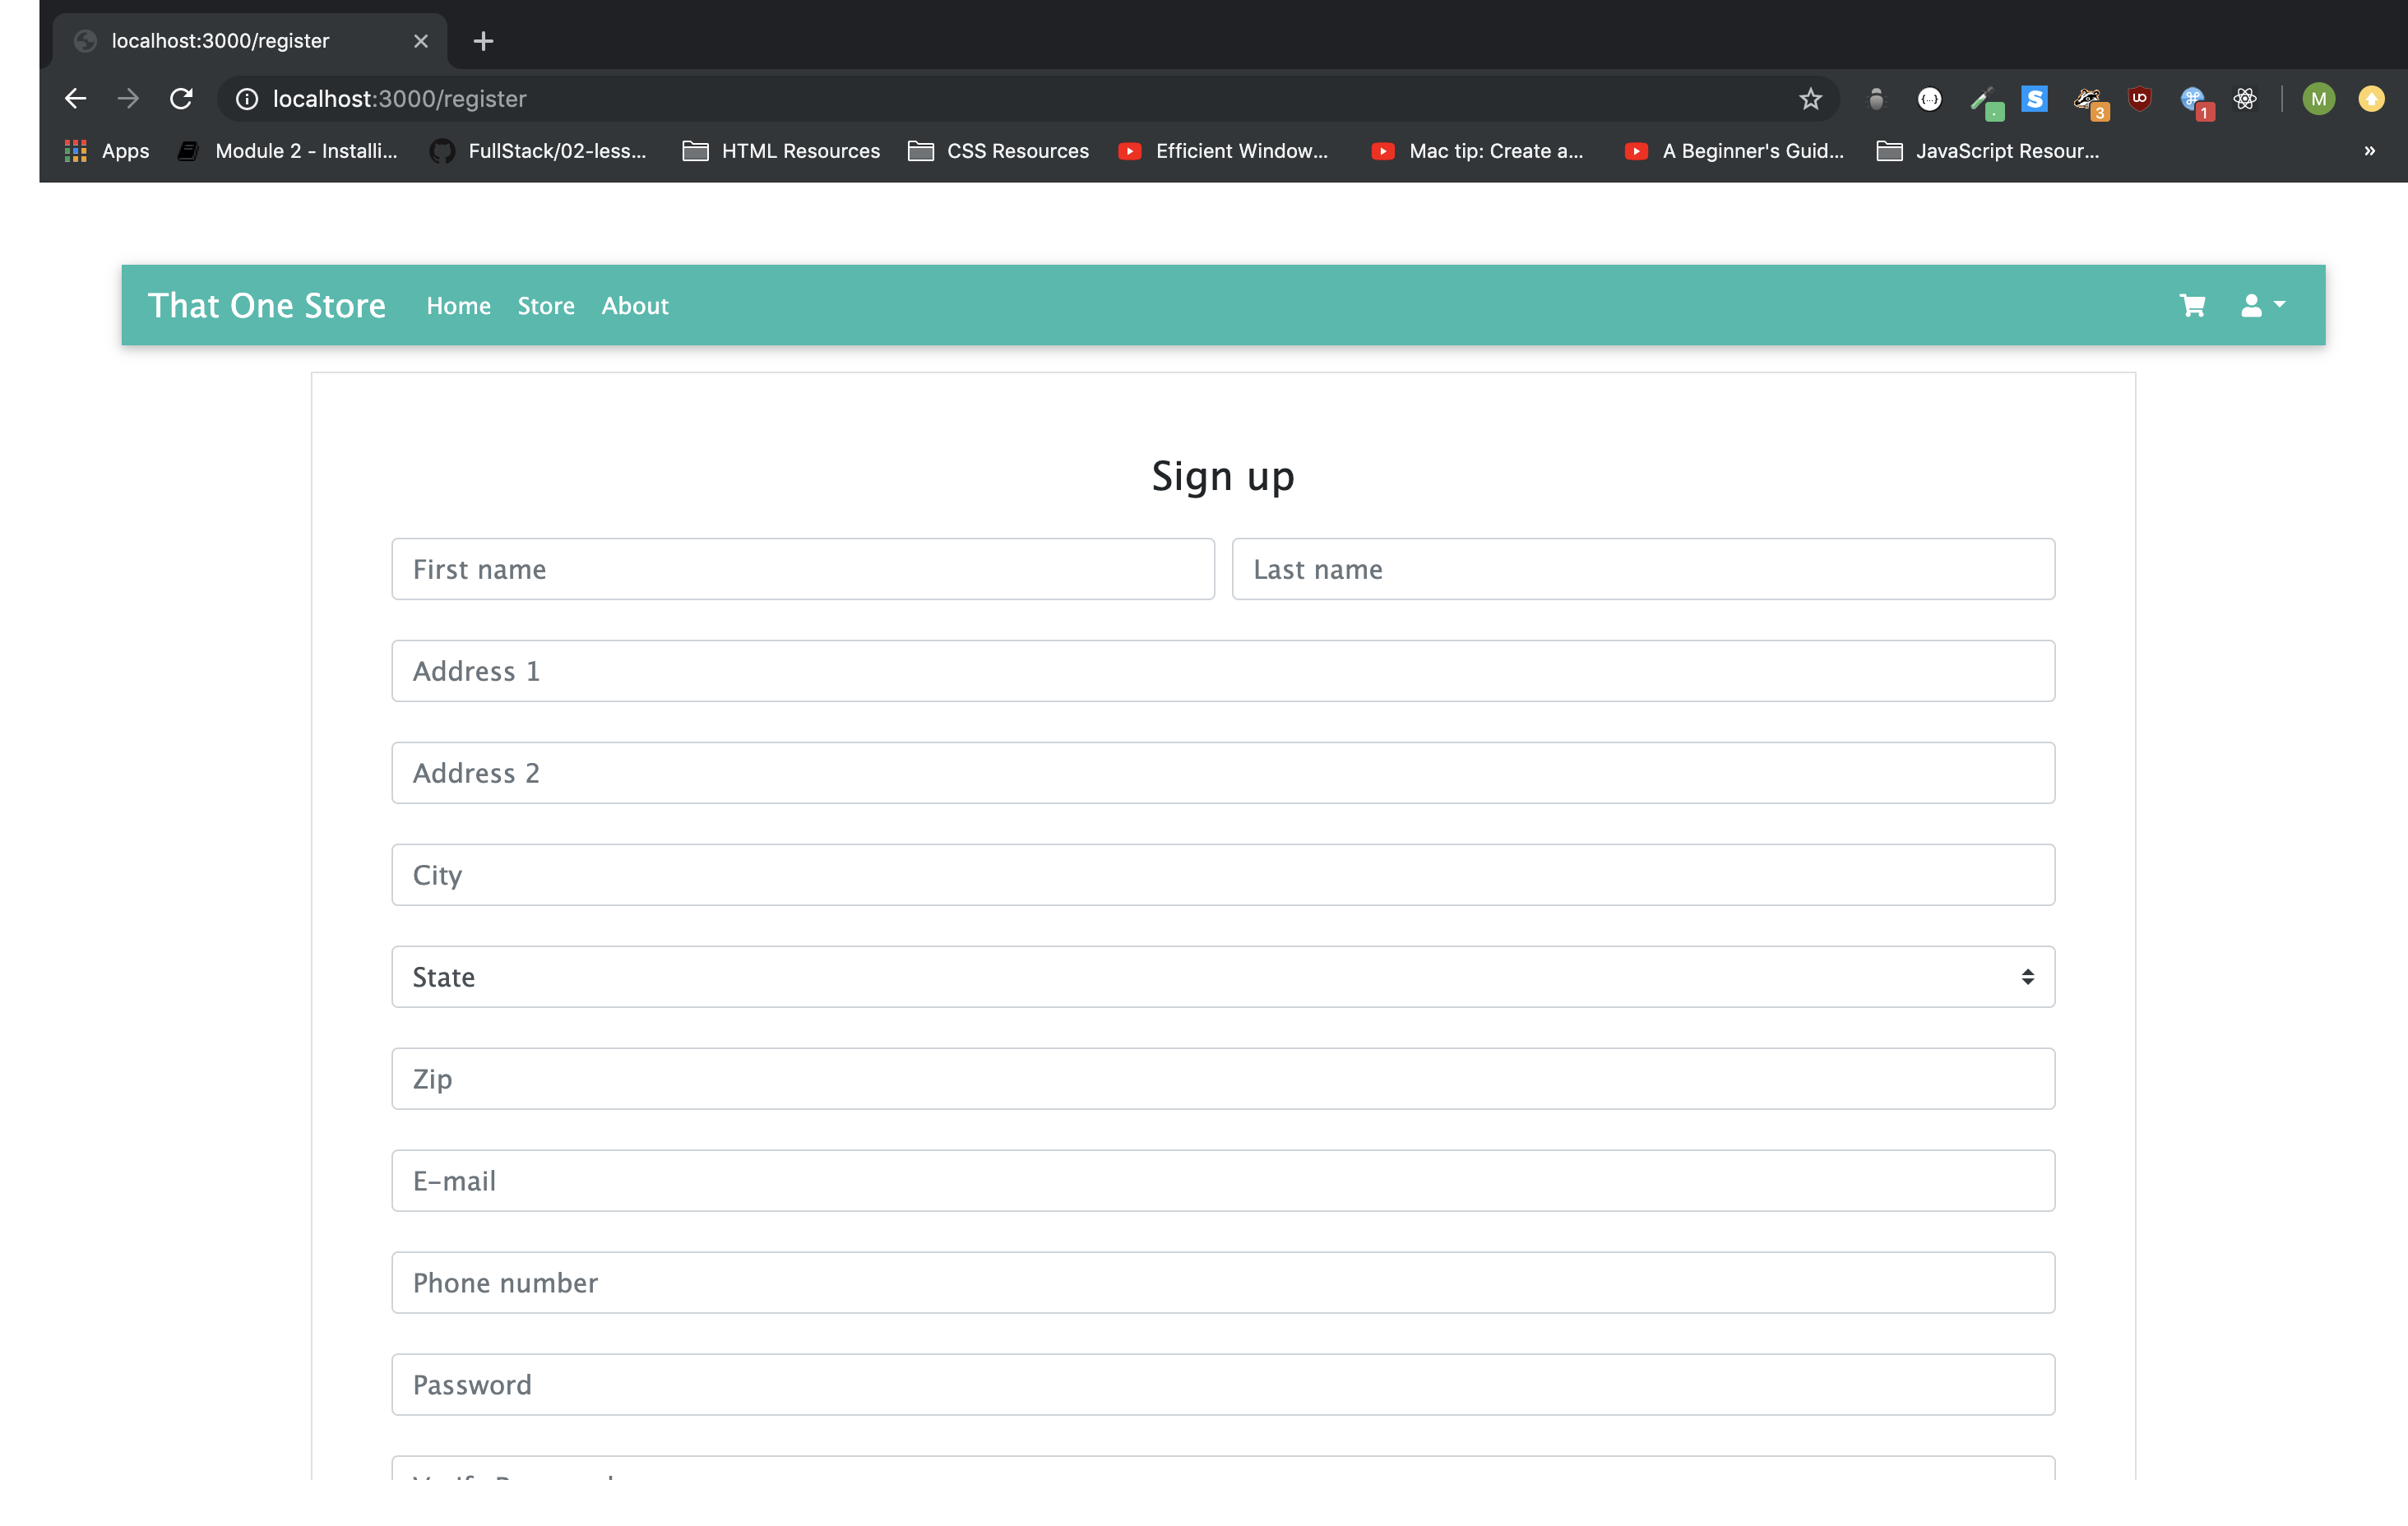 localhost:3000/register
localhost:3000/register
3
1
M
Apps Module 2 - Installi... FullStack/02-less... HTML Resources CSS Resources Efficient Window... Mac tip: Create a... A Beginner's Guid... JavaScript Resour... »
That One Store Home Store About
Sign up
First name Last name
Address 1
Address 2
City
State
Zip
E-mail
Phone number
Password